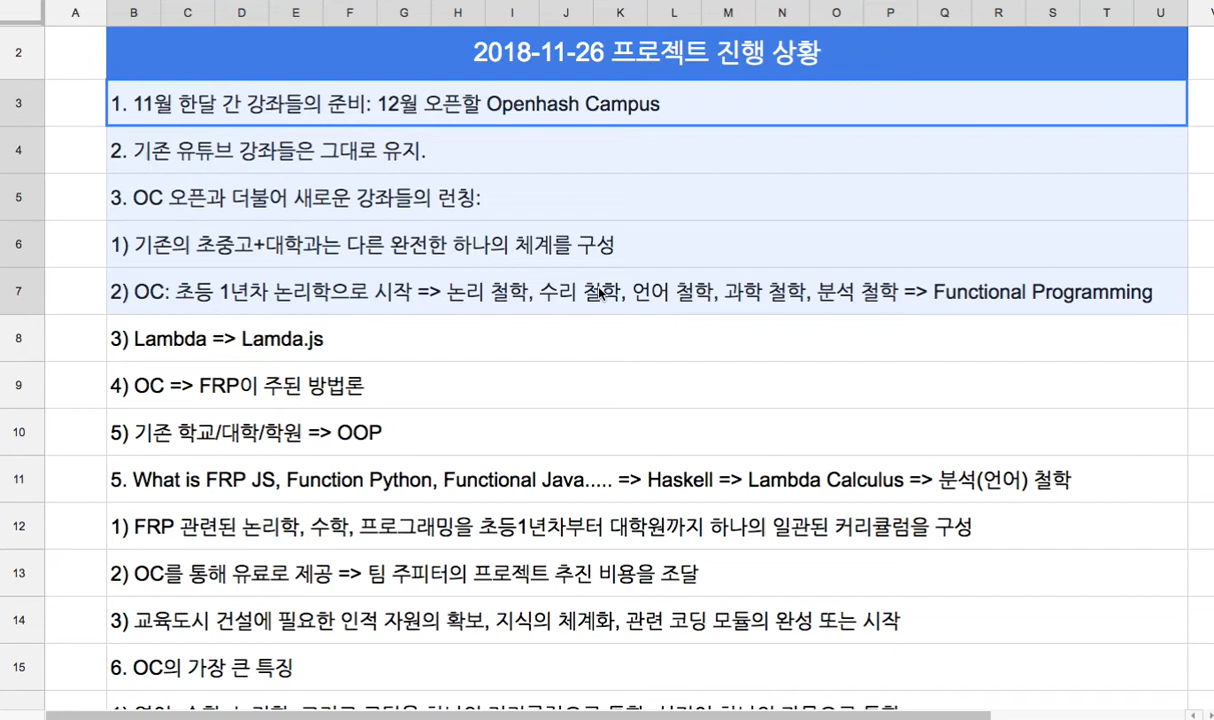 A B C D E F G H I J K L M N O P Q R S T U
2 2018-11-26 프로젝트 진행 상황
3 1. 11월 한달 간 강좌들의 준비: 12월 오픈할 Openhash Campus
4 2. 기존 유튜브 강좌들은 그대로 유지.
5 3. OC 오픈과 더불어 새로운 강좌들의 런칭:
6 1) 기존의 초중고+대학과는 다른 완전한 하나의 체계를 구성
7 2) OC: 초등 1년차 논리학으로 시작 => 논리 철학, 수리 철학, 언어 철학, 과학 철학, 분석 철학 => Functional Programming
8 3) Lambda => Lamda.js
9 4) OC => FRP이 주된 방법론
10 5) 기존 학교/대학/학원 => OOP
11 5. What is FRP JS, Function Python, Functional Java..... => Haskell => Lambda Calculus => 분석(언어) 철학
12 1) FRP 관련된 논리학, 수학, 프로그래밍을 초등1년차부터 대학원까지 하나의 일관된 커리큘럼을 구성
13 2) OC를 통해 유료로 제공 => 팀 주피터의 프로젝트 추진 비용을 조달
14 3) 교육도시 건설에 필요한 인적 자원의 확보, 지식의 체계화, 관련 코딩 모듈의 완성 또는 시작
15 6. OC의 가장 큰 특징